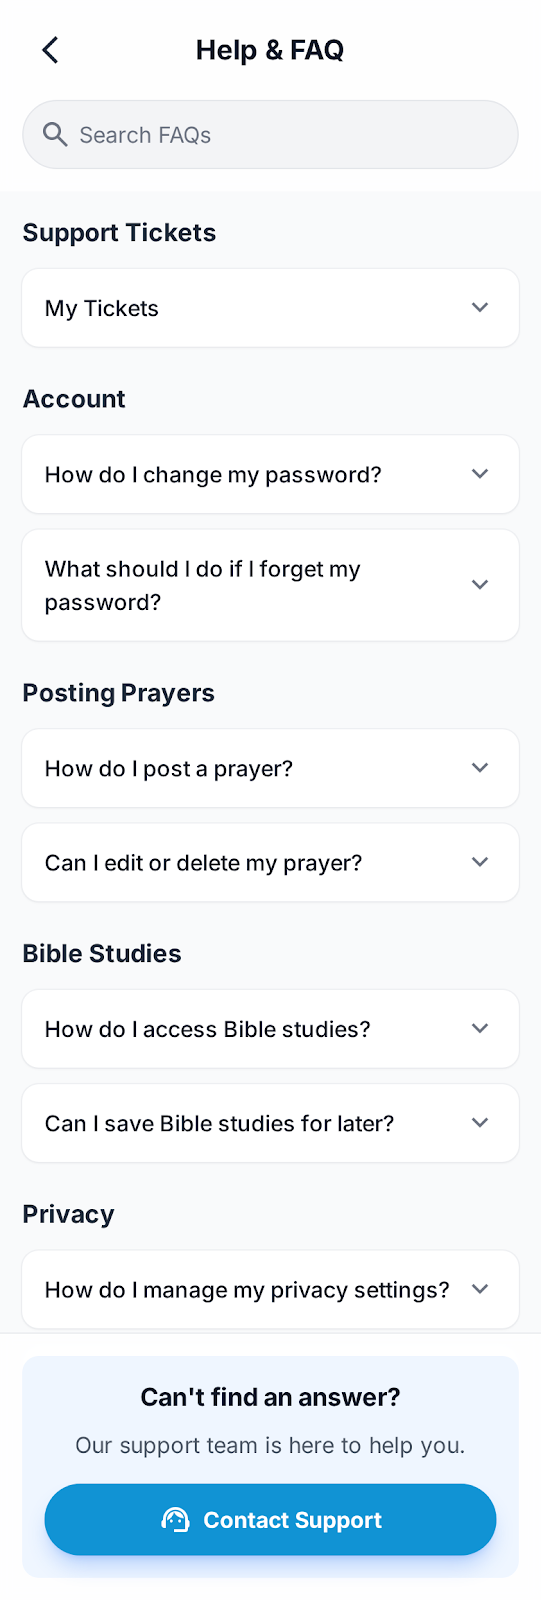 Help & FAQ
Search FAQs
Support Tickets
My Tickets
Account
How do I change my password?
What should I do if I forget my
password?
Posting Prayers
How do I post a prayer?
Can I edit or delete my prayer?
Bible Studies
How do I access Bible studies?
Can I save Bible studies for later?
Privacy
How do I manage my privacy settings?
Can't find an answer?
Our support team is here to help you.
Contact Support